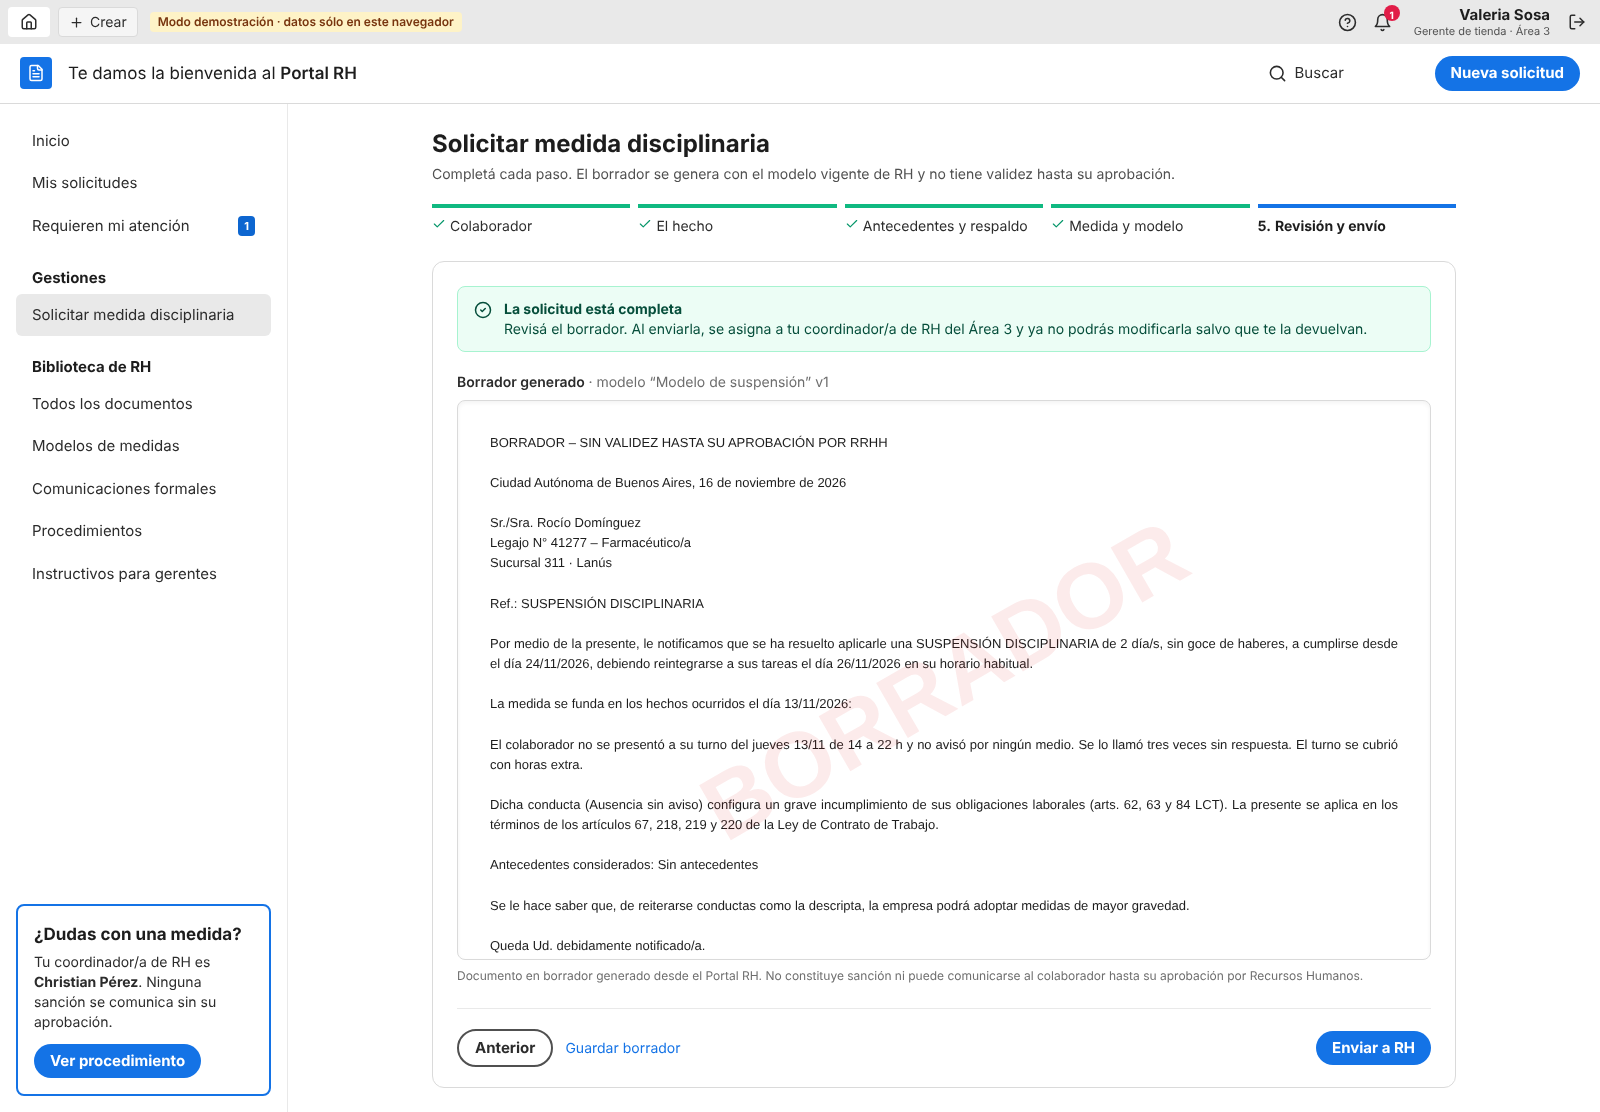 Crear
Modo demostración · datos sólo en este navegador
1
Valeria Sosa
Gerente de tienda · Área 3
Te damos la bienvenida al Portal RH
Buscar
Nueva solicitud
Inicio
Mis solicitudes
Requieren mi atención
1
Gestiones
Solicitar medida disciplinaria
Biblioteca de RH
Todos los documentos
Modelos de medidas
Comunicaciones formales
Procedimientos
Instructivos para gerentes
¿Dudas con una medida?
Tu coordinador/a de RH es
Christian Pérez. Ninguna
sanción se comunica sin su
aprobación.
Ver procedimiento
Solicitar medida disciplinaria
Completá cada paso. El borrador se genera con el modelo vigente de RH y no tiene validez hasta su aprobación.
Colaborador
El hecho
Antecedentes y respaldo
Medida y modelo
5. Revisión y envío
La solicitud está completa
Revisá el borrador. Al enviarla, se asigna a tu coordinador/a de RH del Área 3 y ya no podrás modificarla salvo que te la devuelvan.
Borrador generado · modelo “Modelo de suspensión” v1
BORRADOR – SIN VALIDEZ HASTA SU APROBACIÓN POR RRHH
Ciudad Autónoma de Buenos Aires, 16 de noviembre de 2026
Sr./Sra. Rocío Domínguez
Legajo N° 41277 – Farmacéutico/a
Sucursal 311 · Lanús
Ref.: SUSPENSIÓN DISCIPLINARIA
Por medio de la presente, le notificamos que se ha resuelto aplicarle una SUSPENSIÓN DISCIPLINARIA de 2 día/s, sin goce de haberes, a cumplirse desde
el día 24/11/2026, debiendo reintegrarse a sus tareas el día 26/11/2026 en su horario habitual.
La medida se funda en los hechos ocurridos el día 13/11/2026:
El colaborador no se presentó a su turno del jueves 13/11 de 14 a 22 h y no avisó por ningún medio. Se lo llamó tres veces sin respuesta. El turno se cubrió
con horas extra.
Dicha conducta (Ausencia sin aviso) configura un grave incumplimiento de sus obligaciones laborales (arts. 62, 63 y 84 LCT). La presente se aplica en los
términos de los artículos 67, 218, 219 y 220 de la Ley de Contrato de Trabajo.
Antecedentes considerados: Sin antecedentes
Se le hace saber que, de reiterarse conductas como la descripta, la empresa podrá adoptar medidas de mayor gravedad.
Queda Ud. debidamente notificado/a.
BORRADOR
Documento en borrador generado desde el Portal RH. No constituye sanción ni puede comunicarse al colaborador hasta su aprobación por Recursos Humanos.
Anterior
Guardar borrador
Enviar a RH